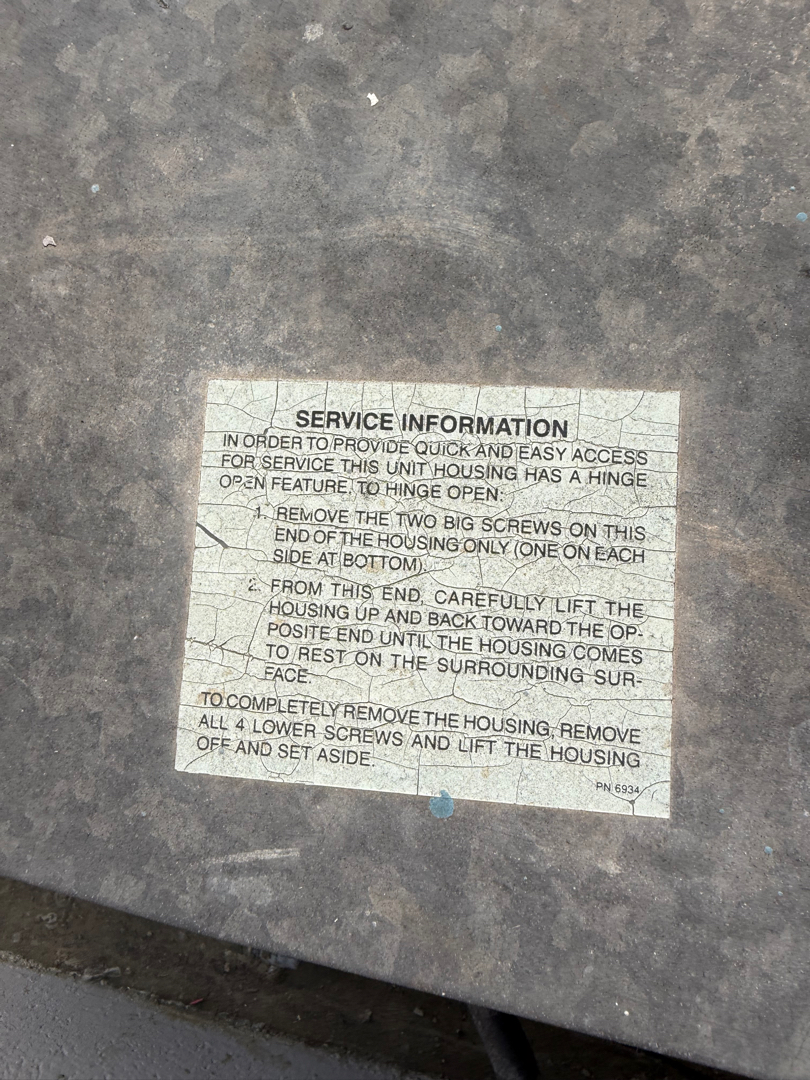 SERVICE INFORMATION
IN ORDER TO PROVIDE QUICK AND EASY ACCESS
FOR SERVICE THIS UNIT HOUSING HAS A HINGE
OPEN FEATURE. TO HINGE OPEN:
1. REMOVE THE TWO BIG SCREWS ON THIS
END OF THE HOUSING ONLY (ONE ON EACH
SIDE AT BOTTOM).
2. FROM THIS END, CAREFULLY LIFT THE
HOUSING UP AND BACK TOWARD THE OP-
POSITE END UNTIL THE HOUSING COMES
TO REST ON THE SURROUNDING SUR-
FACE.
TO COMPLETELY REMOVE THE HOUSING, REMOVE
ALL 4 LOWER SCREWS AND LIFT THE HOUSING
OFF AND SET ASIDE.
PN 6934